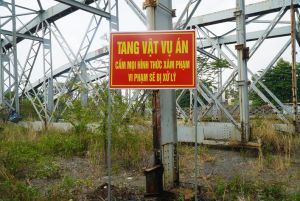 TANG VẬT VỤ ÁN
CẤM MỌI HÌNH THỨC XÂM PHẠM
VI PHẠM SẼ BỊ XỬ LÝ